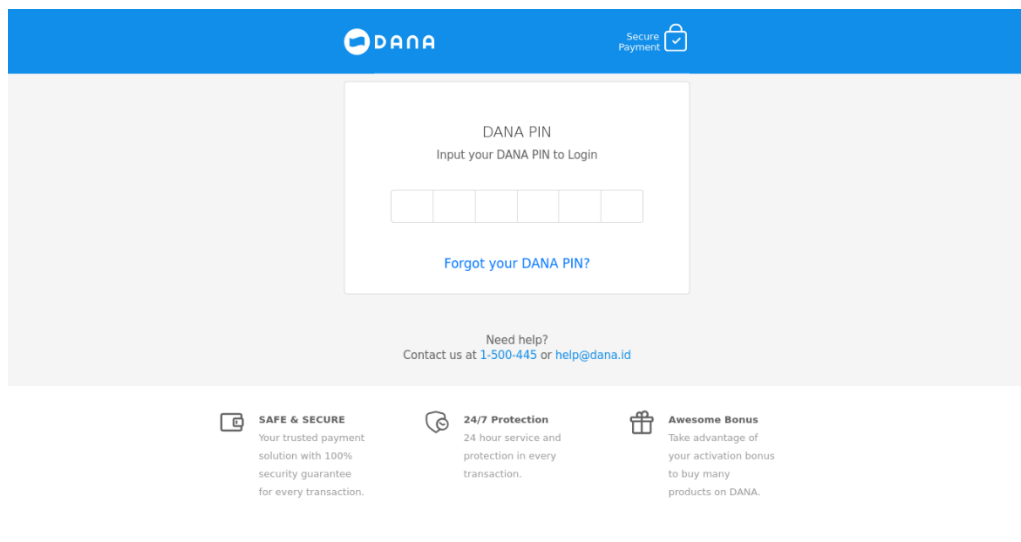 DANA
Secure
Payment
DANA PIN
Input your DANA PIN to Login
Forgot your DANA PIN?
Need help?
Contact us at 1-500-445 or help@dana.id
SAFE & SECURE
Your trusted payment
solution with 100%
security guarantee
for every transaction.
24/7 Protection
24 hour service and
protection in every
transaction.
Awesome Bonus
Take advantage of
your activation bonus
to buy many
products on DANA.